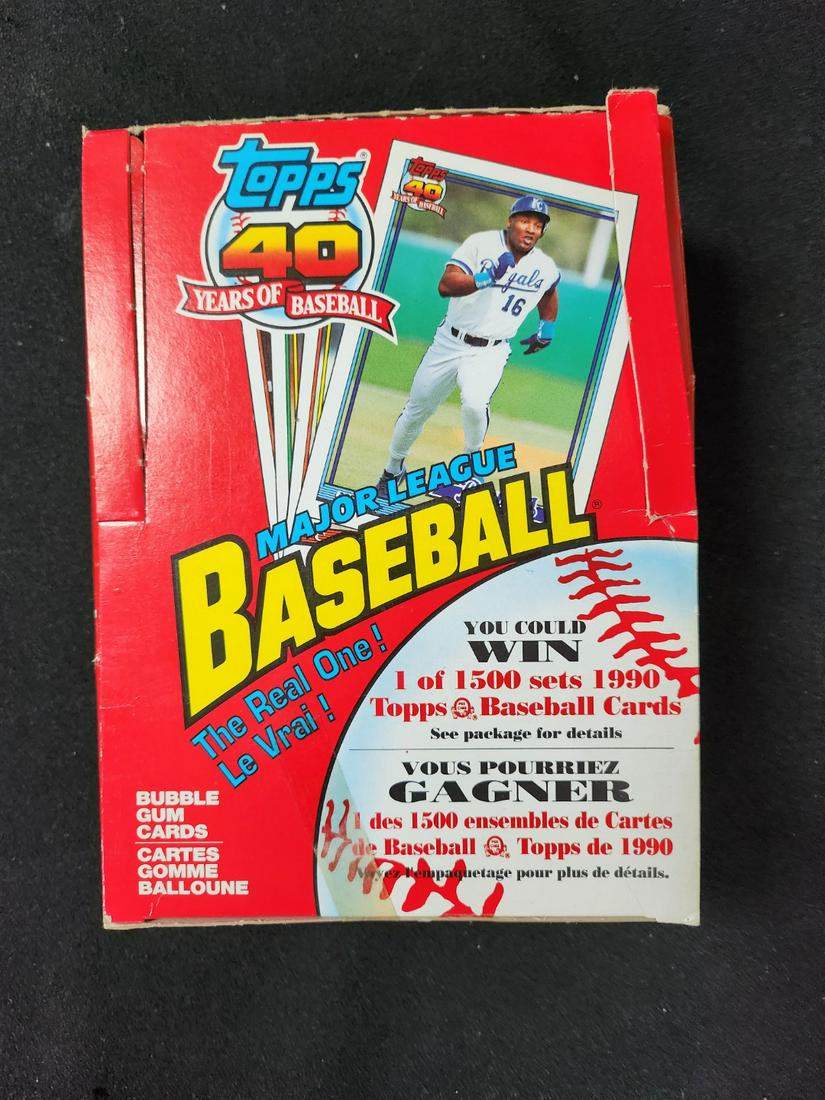 TOPPS
40
YEARS OF BASEBALL
TOPPS
40
YEARS OF BASEBALL
KC
Royals
16
MAJOR LEAGUE
BASEBALL®
The Real One!
Le Vrai!
YOU COULD
WIN
1 of 1500 sets 1990
Topps Baseball Cards
See package for details
VOUS POURRIEZ
GAGNER
1 des 1500 ensembles de Cartes
de Baseball Topps de 1990
Voyez l'empaquetage pour plus de détails.
BUBBLE
GUM
CARDS
CARTES
GOMME
BALLOUNE